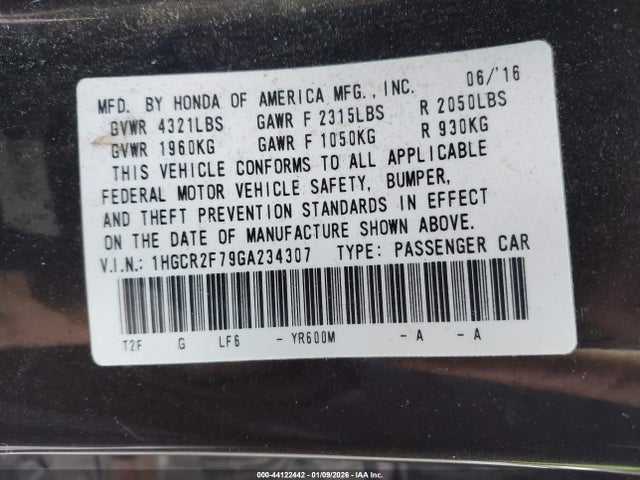 MFD. BY HONDA OF AMERICA MFG., INC. 06/'16
GVWR 4321LBS GAWR F 2315LBS R 2050LBS
GVWR 1960KG GAWR F 1050KG R 930KG
THIS VEHICLE CONFORMS TO ALL APPLICABLE
FEDERAL MOTOR VEHICLE SAFETY, BUMPER,
AND THEFT PREVENTION STANDARDS IN EFFECT
ON THE DATE OF MANUFACTURE SHOWN ABOVE.
V.I.N.: 1HGCR2F79GA234307 TYPE: PASSENGER CAR
T2F G LF6 - YR600M - A - A
000-44122442 - 01/09/2026 - IAA Inc.